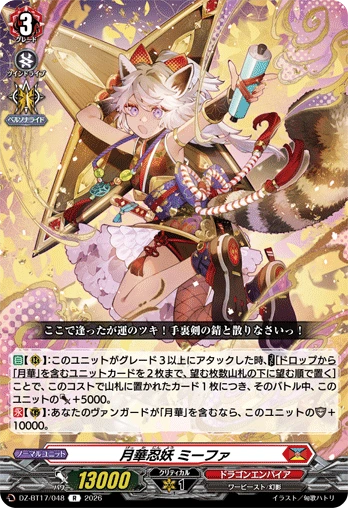 3
グレード
ツインドライブ
ペルソナライド
ここで逢ったが運のツキ！手裏剣の錆と散りなさいっ！
自【R】：このユニットがグレード３以上にアタックした時、【ドロップから
「月華」を含むユニットカードを２枚まで、望む枚数山札の下に望む順で置く】
ことで、このコストで山札に置かれたカード１枚につき、そのバトル中、この
ユニットの+5000。
永【G】：あなたのヴァンガードが「月華」を含むなら、このユニットの+
10000。
ノーマルユニット
月華忍妖 ミーファ
パワー 13000
クリティカル 1
ドラゴンエンパイア
D DZ-BT17/048 R 2026
ワービースト/幻影
イラスト/匈歌ハトリ